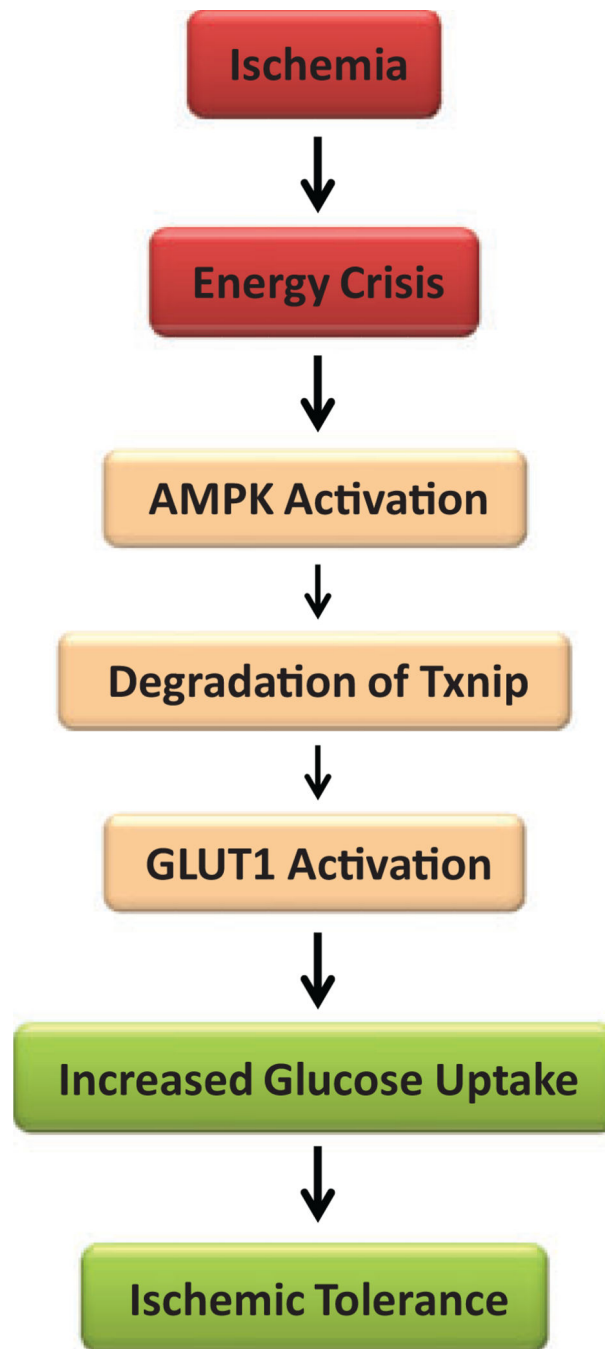 Ischemia
Energy Crisis
AMPK Activation
Degradation of Txnip
GLUT1 Activation
Increased Glucose Uptake
Ischemic Tolerance